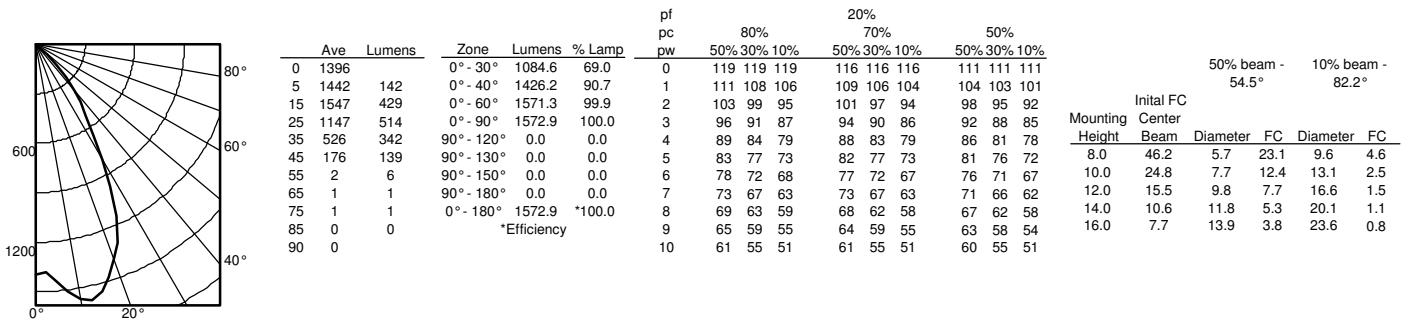 600
1200
0°
20°
40°
60°
80°
Ave Lumens
0 1396
5 1442 142
15 1547 429
25 1147 514
35 526 342
45 176 139
55 2 6
65 1 1
75 1 1
85 0 0
90 0
Zone Lumens % Lamp
0° - 30° 1084.6 69.0
0° - 40° 1426.2 90.7
0° - 60° 1571.3 99.9
0° - 90° 1572.9 100.0
90° - 120° 0.0 0.0
90° - 130° 0.0 0.0
90° - 150° 0.0 0.0
90° - 180° 0.0 0.0
0° - 180° 1572.9 *100.0
*Efficiency
pf 20%
pc 80% 70% 50%
pw 50% 30% 10% 50% 30% 10% 50% 30% 10%
0 119 119 119 116 116 116 111 111 111
1 111 108 106 109 106 104 104 103 101
2 103 99 95 101 97 94 98 95 92
3 96 91 87 94 90 86 92 88 85
4 89 84 79 88 83 79 86 81 78
5 83 77 73 82 77 73 81 76 72
6 78 72 68 77 72 67 76 71 67
7 73 67 63 73 67 63 71 66 62
8 69 63 59 68 62 58 67 62 58
9 65 59 55 64 59 55 63 58 54
10 61 55 51 61 55 51 60 55 51
50% beam - 10% beam -
54.5° 82.2°
Inital FC
Mounting Center
Height Beam Diameter FC Diameter FC
8.0 46.2 5.7 23.1 9.6 4.6
10.0 24.8 7.7 12.4 13.1 2.5
12.0 15.5 9.8 7.7 16.6 1.5
14.0 10.6 11.8 5.3 20.1 1.1
16.0 7.7 13.9 3.8 23.6 0.8